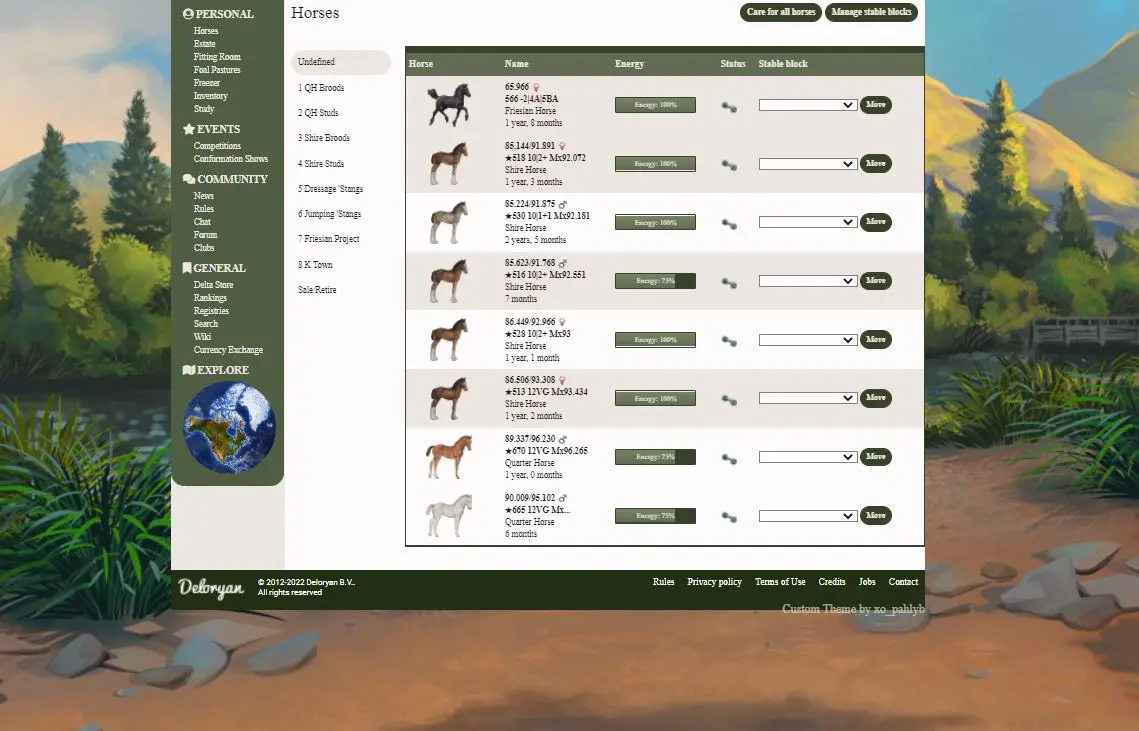 PERSONAL
Horses
Estate
Fitting Room
Foal Pastures
Freezer
Inventory
Study
EVENTS
Competitions
Conformation Shows
COMMUNITY
News
Rules
Chat
Forum
Clubs
GENERAL
Delta Store
Rankings
Registries
Search
Wiki
Currency Exchange
EXPLORE
Horses
Care for all horses Manage stable blocks
Undefined
1 QH Broods
2 QH Studs
3 Shire Broods
4 Shire Studs
5 Dressage 'Stangs
6 Jumping 'Stangs
7 Friesian Project
8 K Town
Sale/Retire
Horse Name Energy Status Stable block
65.966 ♀
566 -2|4A|5BA
Friesian Horse
1 year, 8 months
Energy: 100%
Move
85.144/91.891 ♀
★518 10|2+ Mx92.072
Shire Horse
1 year, 3 months
Energy: 100%
Move
85.224/91.875 ♂
★530 10|1+1 Mx92.181
Shire Horse
2 years, 5 months
Energy: 100%
Move
85.623/91.768 ♂
★516 10|2+ Mx92.551
Shire Horse
7 months
Energy: 75%
Move
86.449/92.966 ♀
★528 10|2+ Mx93
Shire Horse
1 year, 1 month
Energy: 100%
Move
86.506/93.308 ♀
★513 12VG Mx93.434
Shire Horse
1 year, 2 months
Energy: 100%
Move
89.337/96.230 ♂
★670 12VG Mx96.265
Quarter Horse
1 year, 0 months
Energy: 75%
Move
90.009/95.102 ♂
★665 12VG Mx...
Quarter Horse
6 months
Energy: 75%
Move
Deloryan
© 2012-2022 Deloryan B.V..
All rights reserved
Rules Privacy policy Terms of Use Credits Jobs Contact
Custom Theme by xo_pahlyb